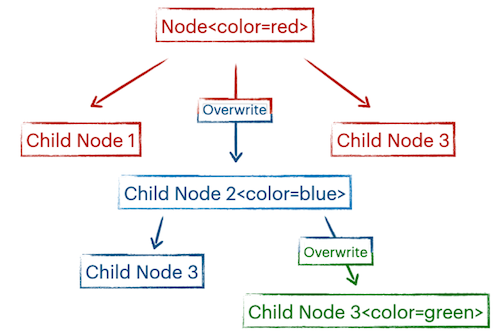 Node<color=red>
Overwrite
Child Node 1
Child Node 3
Child Node 2<color=blue>
Overwrite
Child Node 3
Child Node 3<color=green>